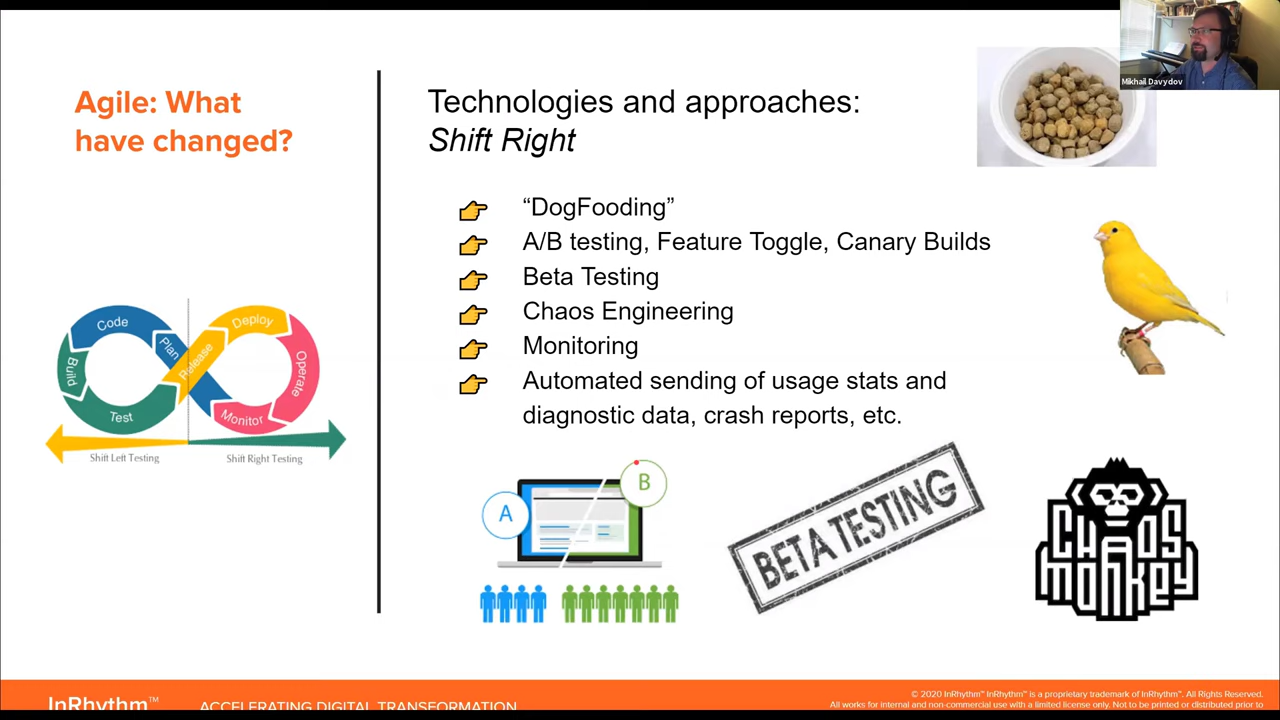 Mikhail Davydov
Agile: What
have changed?
Technologies and approaches:
Shift Right
“DogFooding”
A/B testing, Feature Toggle, Canary Builds
Beta Testing
Chaos Engineering
Monitoring
Automated sending of usage stats and
diagnostic data, crash reports, etc.
Code
Plan
Build
Test
Release
Deploy
Operate
Monitor
Shift Left Testing
Shift Right Testing
A
B
BETA TESTING
CHAOS
MONKEY
InRhythm™
ACCELERATING DIGITAL TRANSFORMATION
© 2020 InRhythm™ InRhythm™ is a proprietary trademark of InRhythm™. All Rights Reserved.
All works for internal and non-commercial use with a limited license only. Not to be printed or distributed prior to